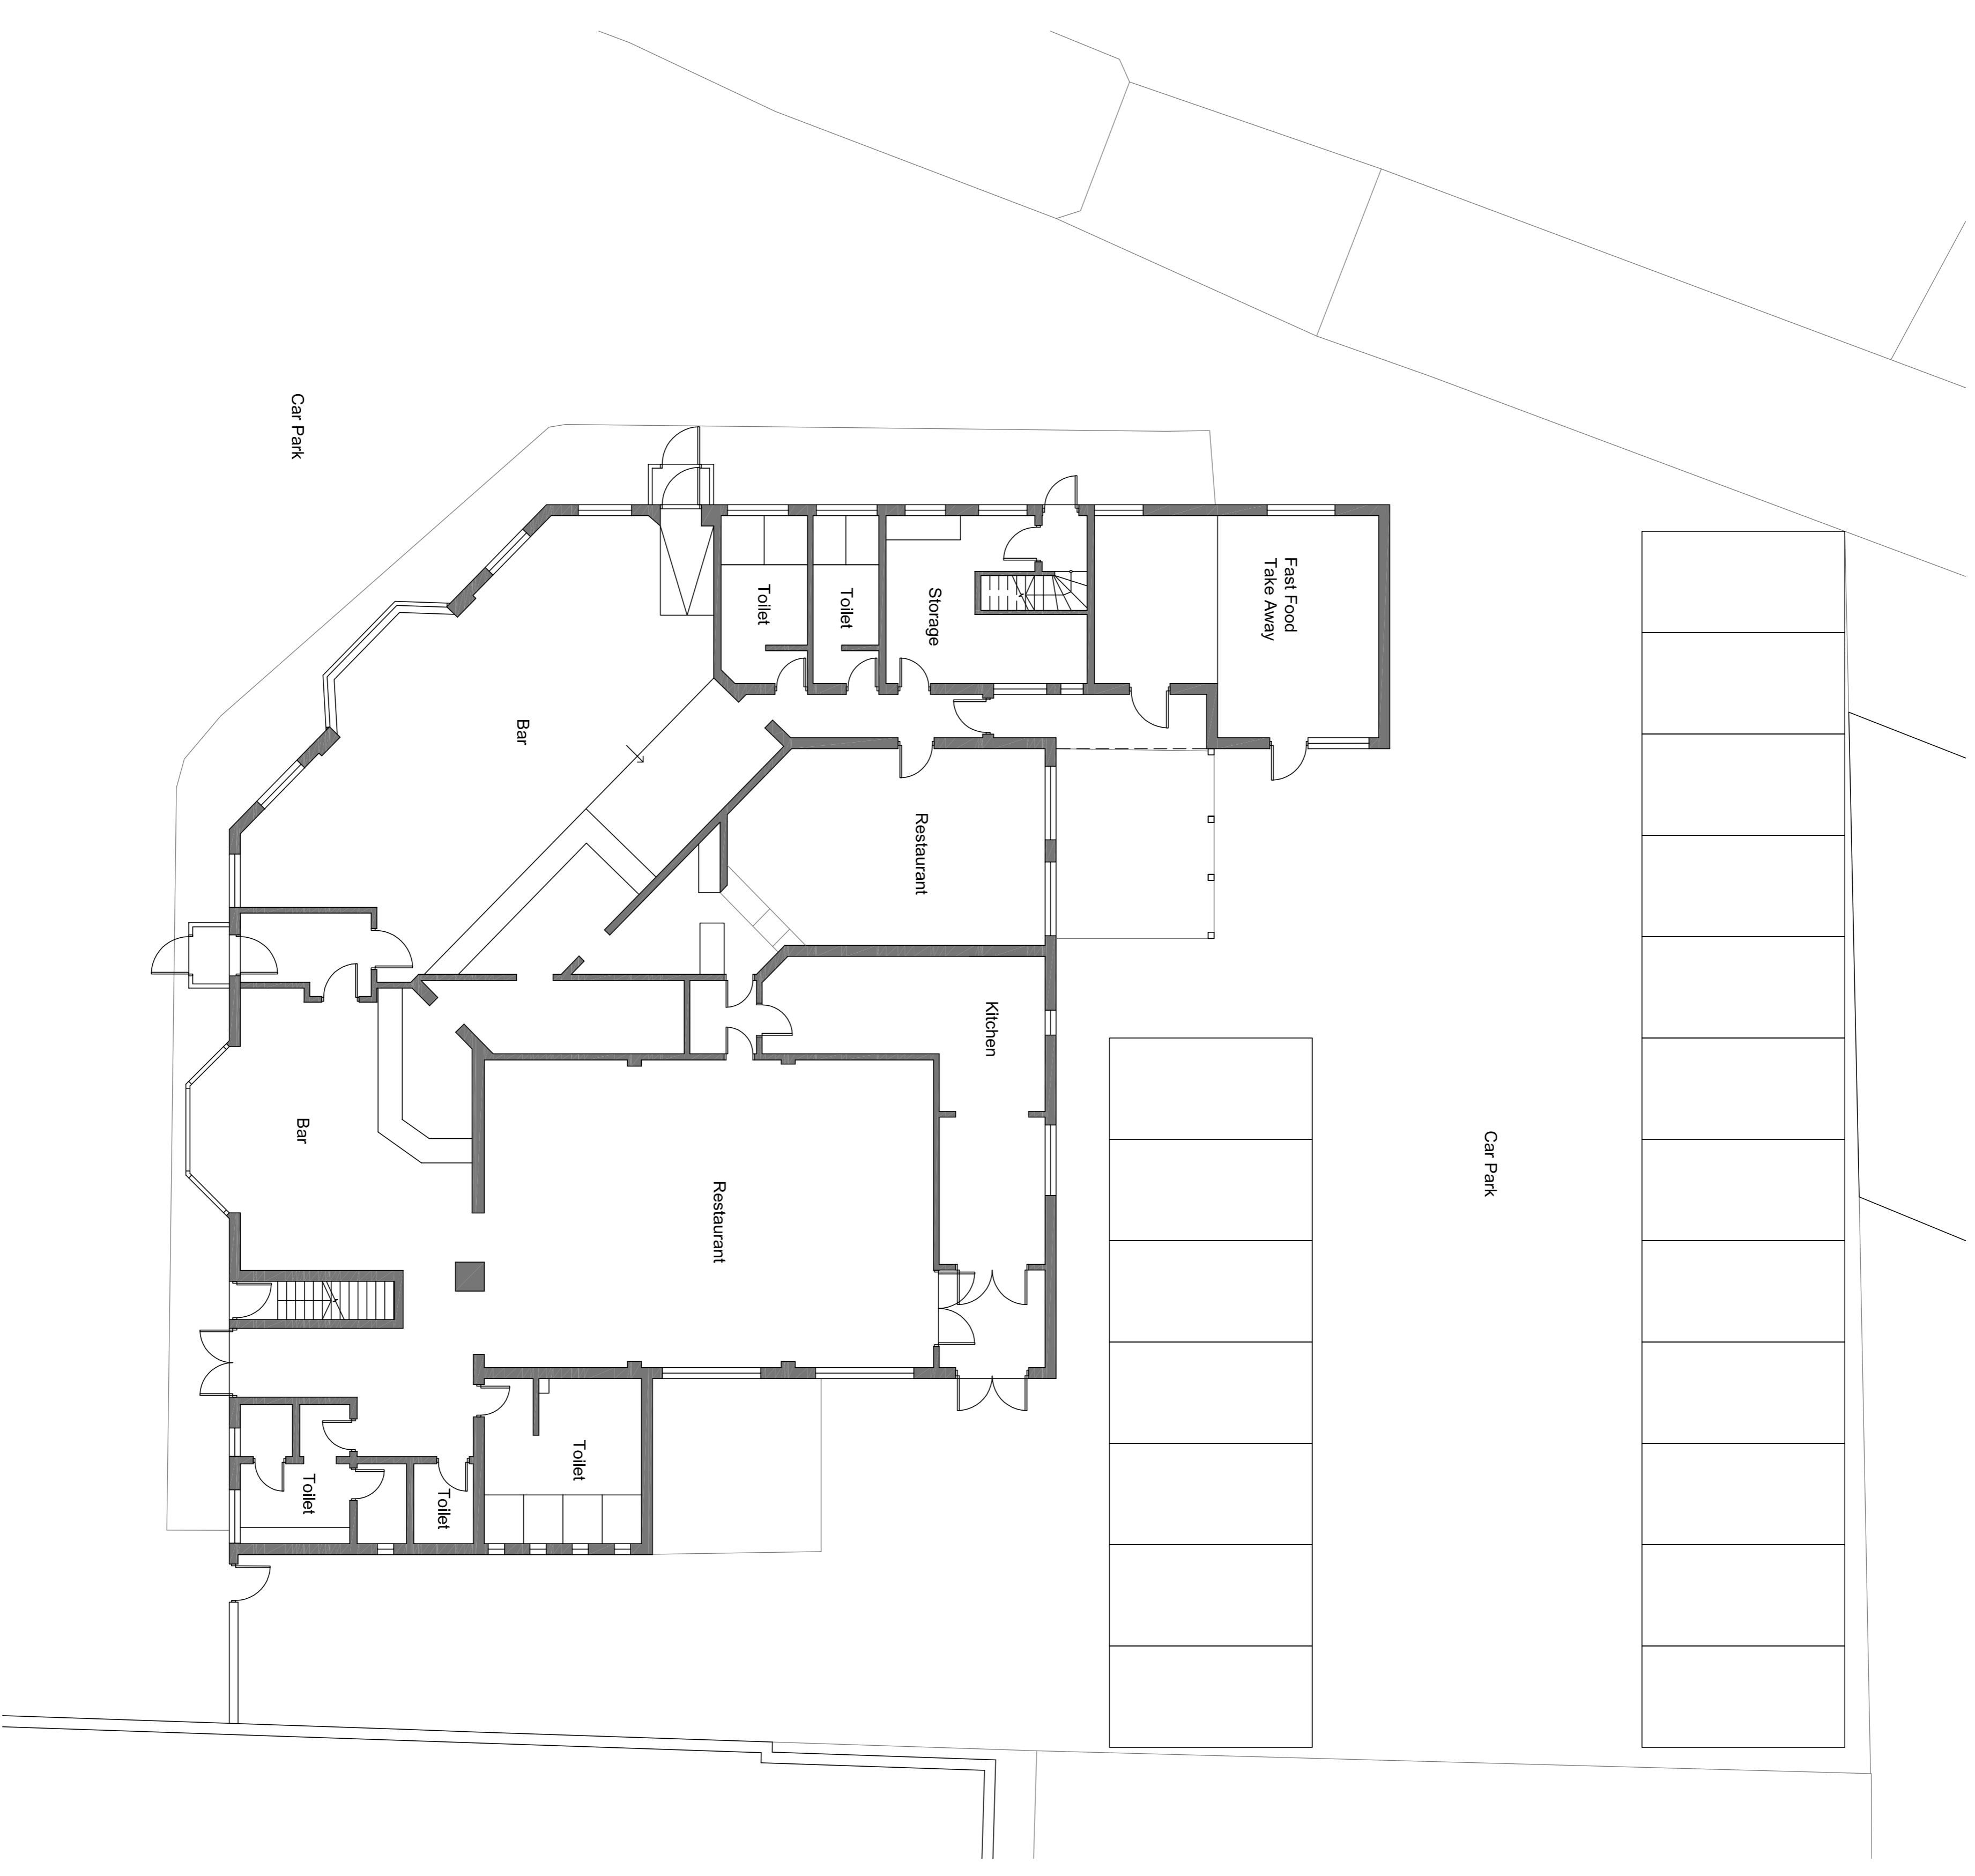 Car Park
Fast Food
Take Away
Toilet
Toilet
Storage
Bar
Restaurant
Kitchen
Car Park
Bar
Restaurant
Toilet
Toilet
Toilet